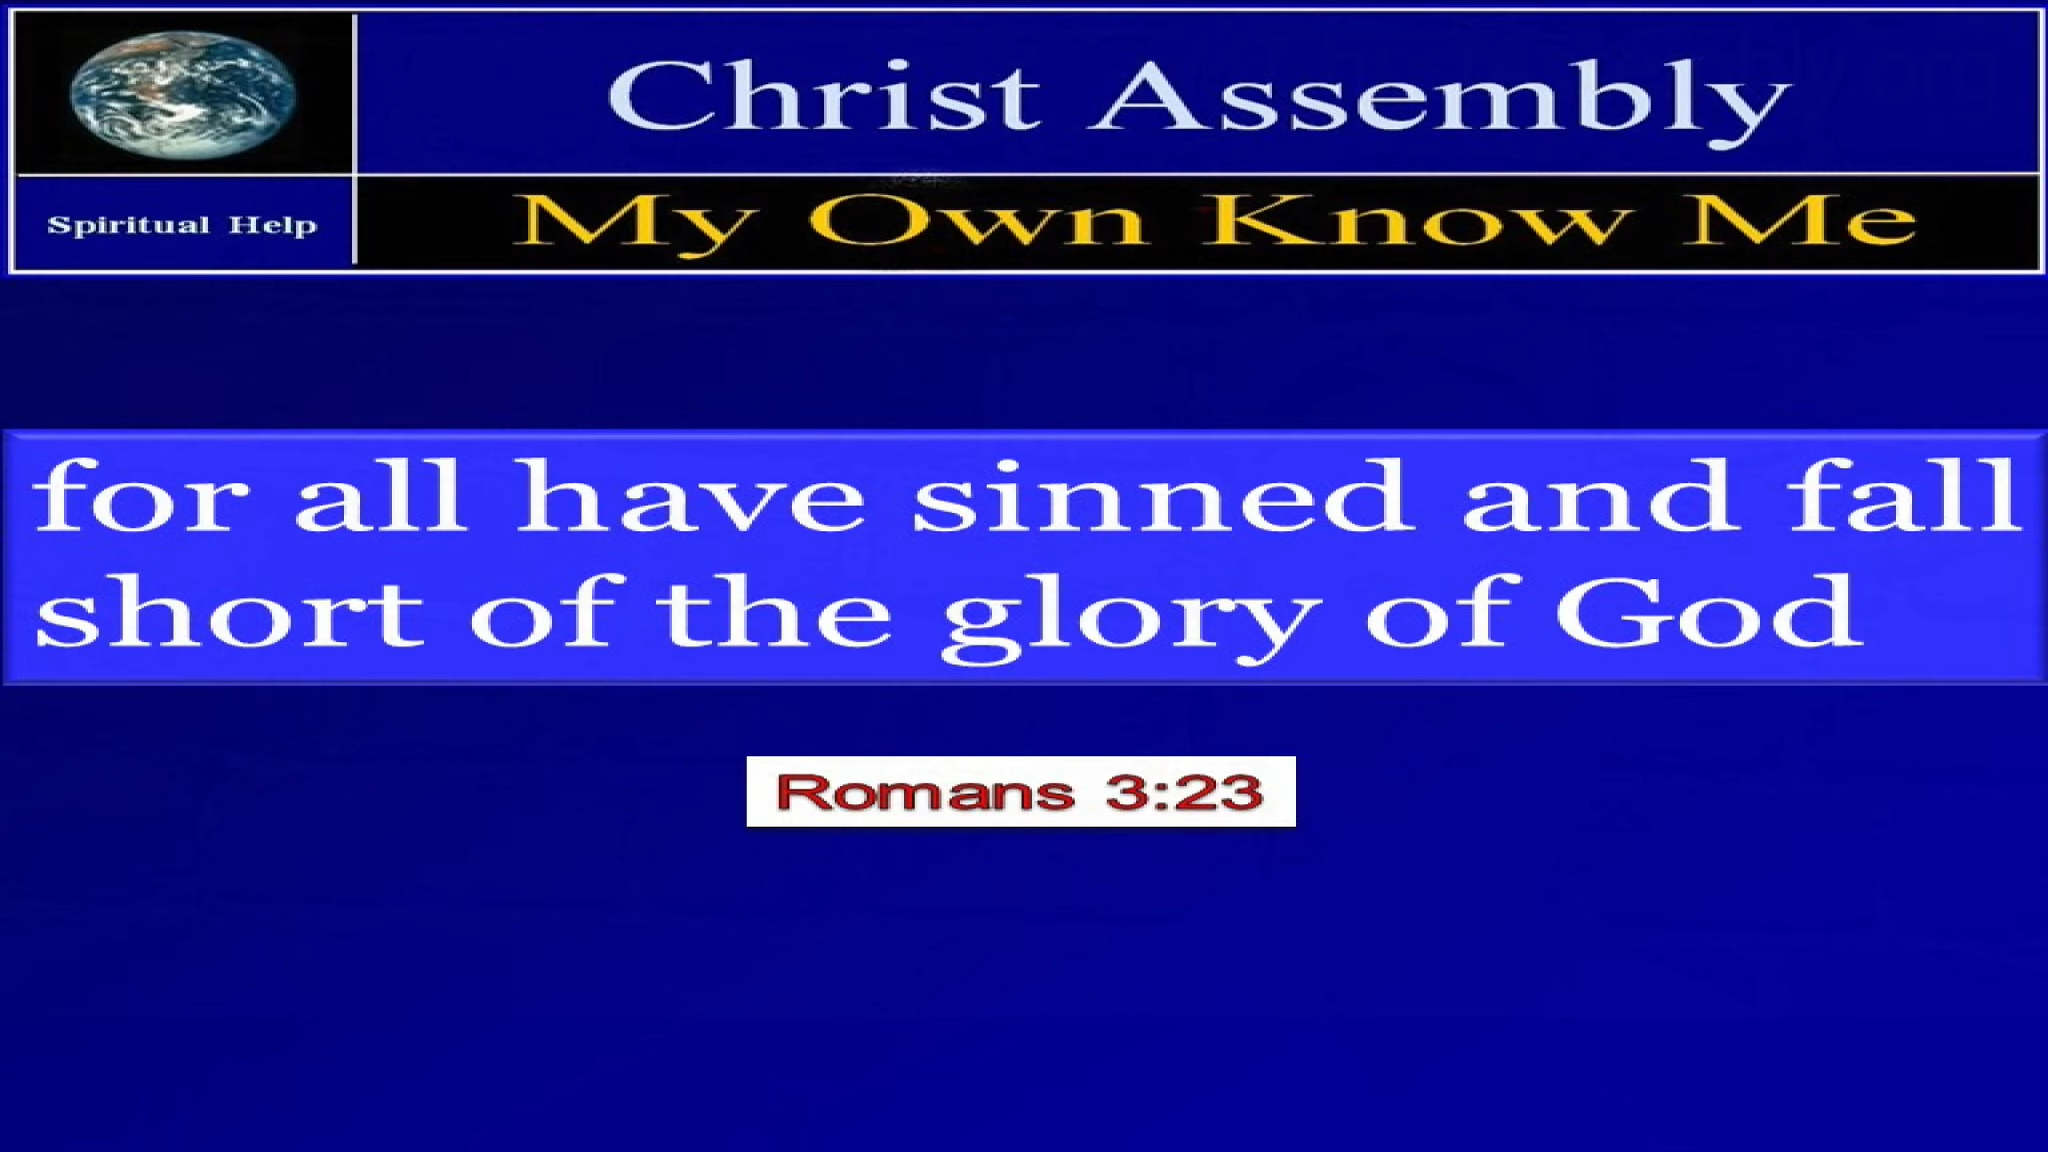 Christ Assembly
Spiritual Help
My Own Know Me
for all have sinned and fall
short of the glory of God
Romans 3:23